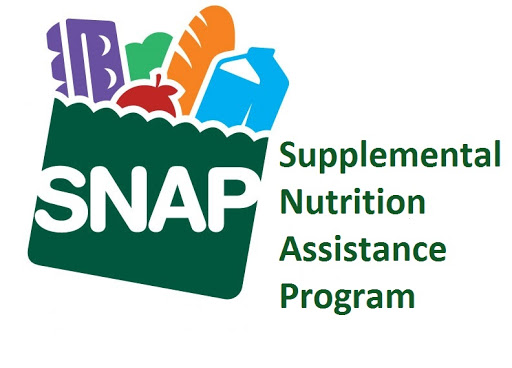 SNAP
Supplemental
Nutrition
Assistance
Program